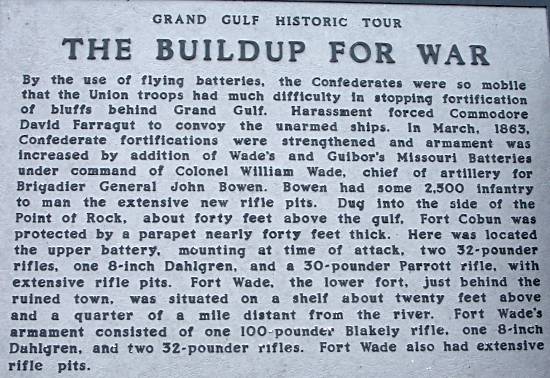 GRAND GULF HISTORIC TOUR
THE BUILDUP FOR WAR
By the use of flying batteries, the Confederates were so mobile
that the Union troops had much difficulty in stopping fortification
of bluffs behind Grand Gulf. Harassment forced Commodore
David Farragut to convoy the unarmed ships. In March, 1863,
Confederate fortifications were strengthened and armament was
increased by addition of Wade's and Guibor's Missouri Batteries
under command of Colonel William Wade, chief of artillery for
Brigadier General John Bowen. Bowen had some 2,500 infantry
to man the extensive new rifle pits. Dug into the side of the
Point of Rock, about forty feet above the gulf, Fort Cobun was
protected by a parapet nearly forty feet thick. Here was located
the upper battery, mounting at time of attack, two 32-pounder
rifles, one 8-inch Dahlgren, and a 30-pounder Parrott rifle, with
extensive rifle pits. Fort Wade, the lower fort, just behind the
ruined town, was situated on a shelf about twenty feet above
and a quarter of a mile distant from the river. Fort Wade's
armament consisted of one 100-pounder Blakely rifle, one 8-inch
Dahlgren, and two 32-pounder rifles. Fort Wade also had extensive
rifle pits.